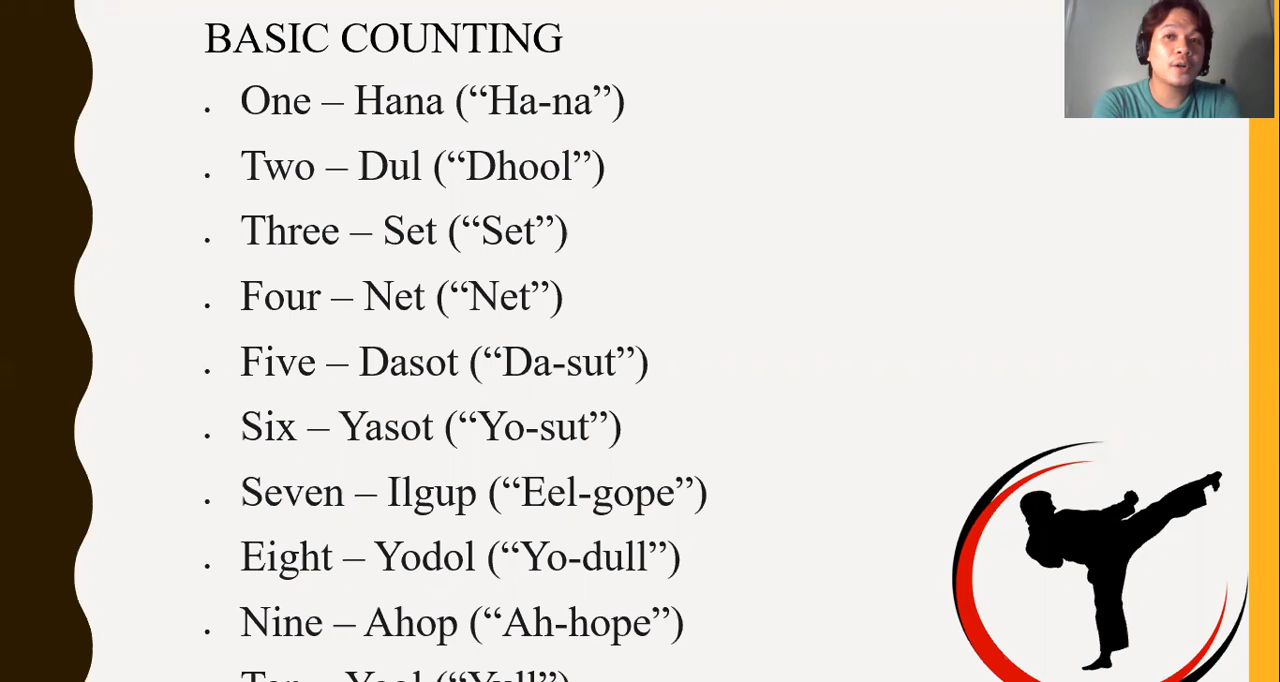 BASIC COUNTING
. One – Hana (“Ha-na”)
. Two – Dul (“Dhool”)
. Three – Set (“Set”)
. Four – Net (“Net”)
. Five – Dasot (“Da-sut”)
. Six – Yasot (“Yo-sut”)
. Seven – Ilgup (“Eel-gope”)
. Eight – Yodol (“Yo-dull”)
. Nine – Ahop (“Ah-hope”)